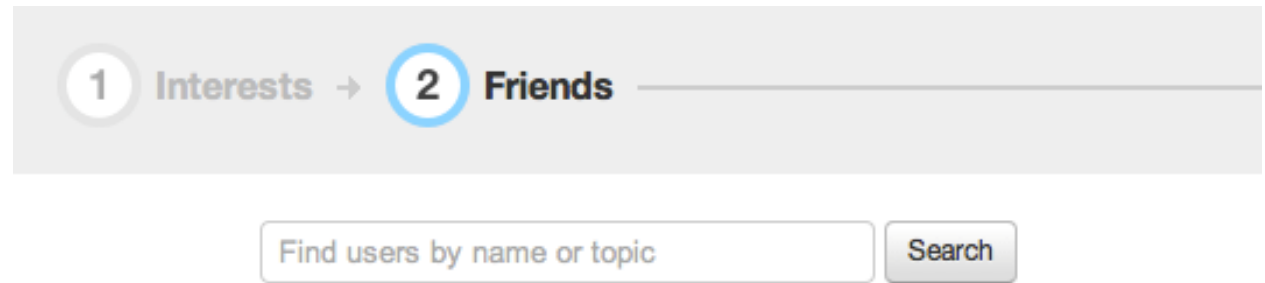 1 Interests → 2 Friends
Find users by name or topic Search